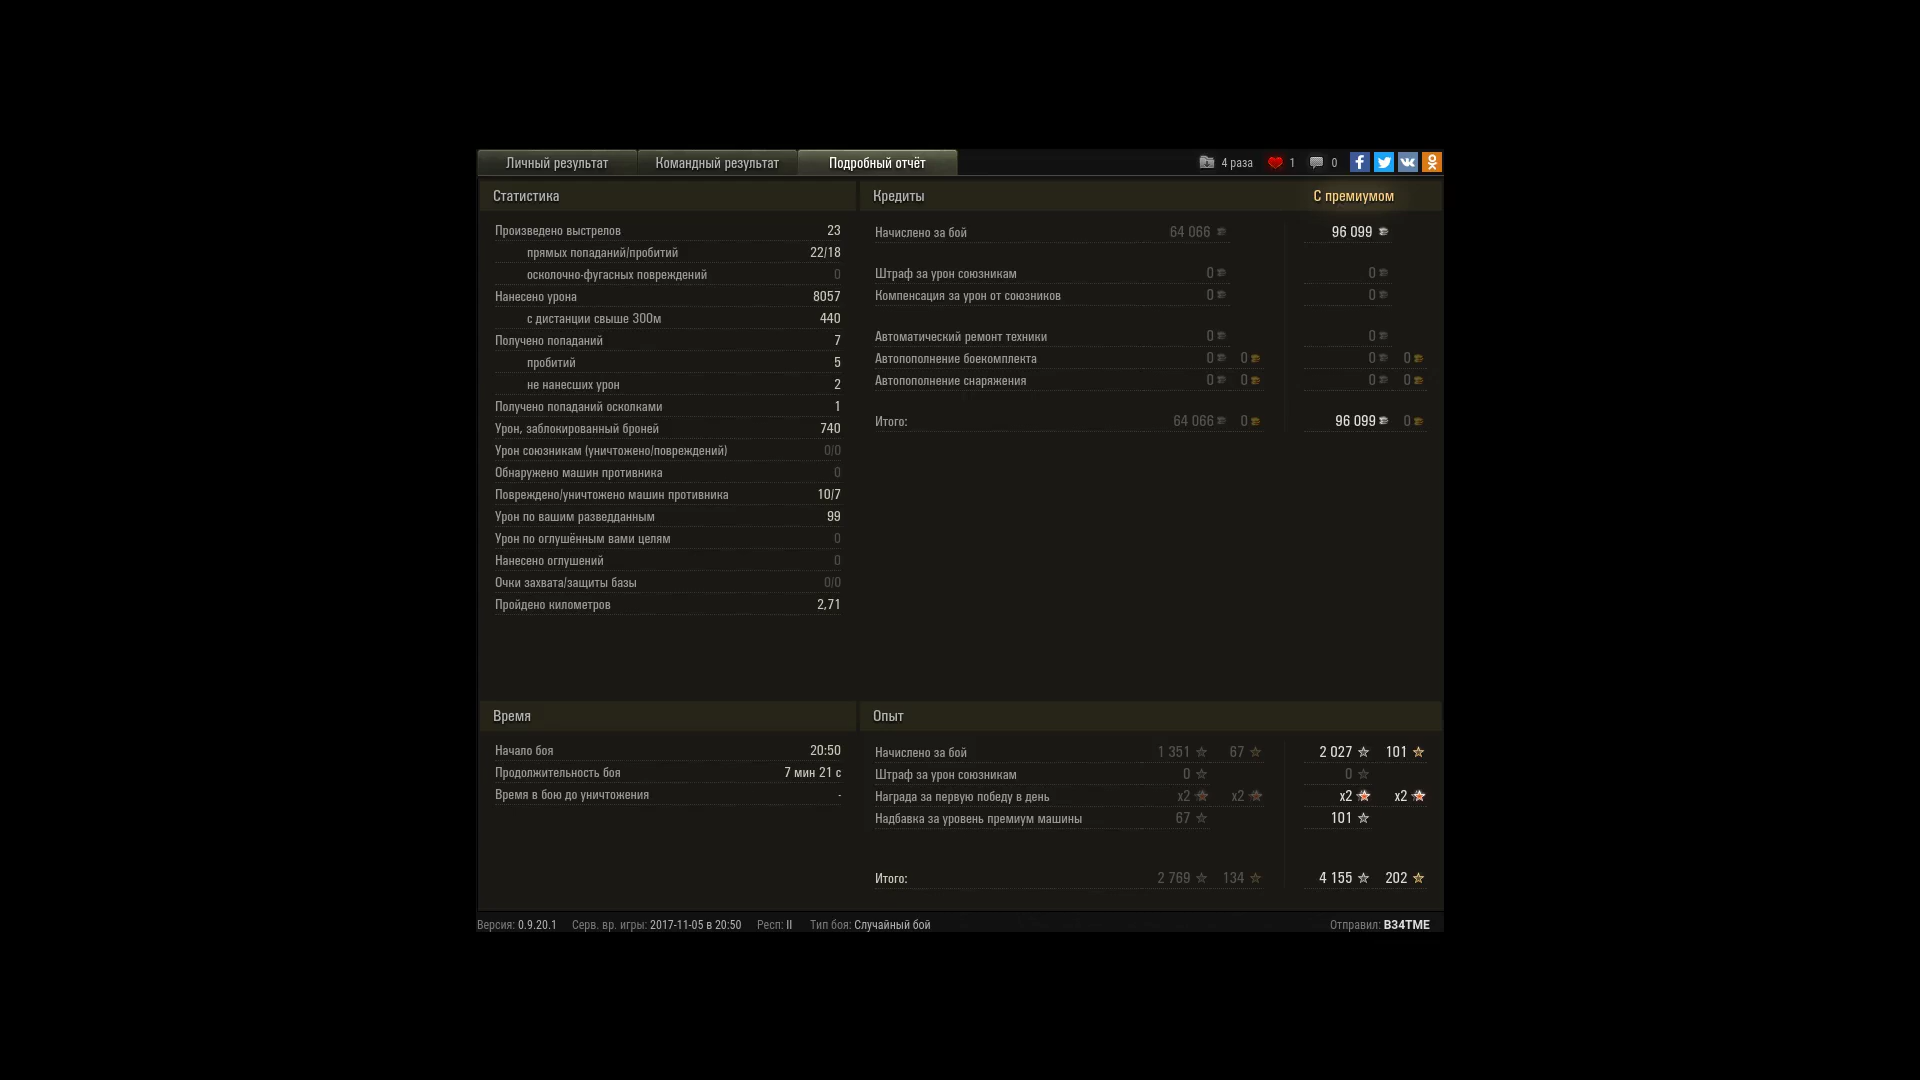 Личный результат Командный результат Подробный отчёт 4 раза 1 0
Статистика
Произведено выстрелов 23
прямых попаданий/пробитий 22/18
осколочно-фугасных повреждений 0
Нанесено урона 8057
с дистанции свыше 300м 440
Получено попаданий 7
пробитий 5
не нанесших урон 2
Получено попаданий осколками 1
Урон, заблокированный броней 740
Урон союзникам (уничтожено/повреждений) 0/0
Обнаружено машин противника 0
Повреждено/уничтожено машин противника 10/7
Урон по вашим разведданным 99
Урон по оглушённым вами целям 0
Нанесено оглушений 0
Очки захвата/защиты базы 0/0
Пройдено километров 2,71
Кредиты С премиумом
Начислено за бой 64 066 96 099
Штраф за урон союзникам 0 0
Компенсация за урон от союзников 0 0
Автоматический ремонт техники 0 0
Автопополнение боекомплекта 0 0 0 0
Автопополнение снаряжения 0 0 0 0
Итого: 64 066 0 96 099 0
Время
Начало боя 20:50
Продолжительность боя 7 мин 21 с
Время в бою до уничтожения -
Опыт
Начислено за бой 1 351 67 2 027 101
Штраф за урон союзникам 0 0
Награда за первую победу в день x2 x2 x2 x2
Надбавка за уровень премиум машины 67 101
Итого: 2 769 134 4 155 202
Версия: 0.9.20.1 Серв. вр. игры: 2017-11-05 в 20:50 Респ: II Тип боя: Случайный бой Отправил: B34TME